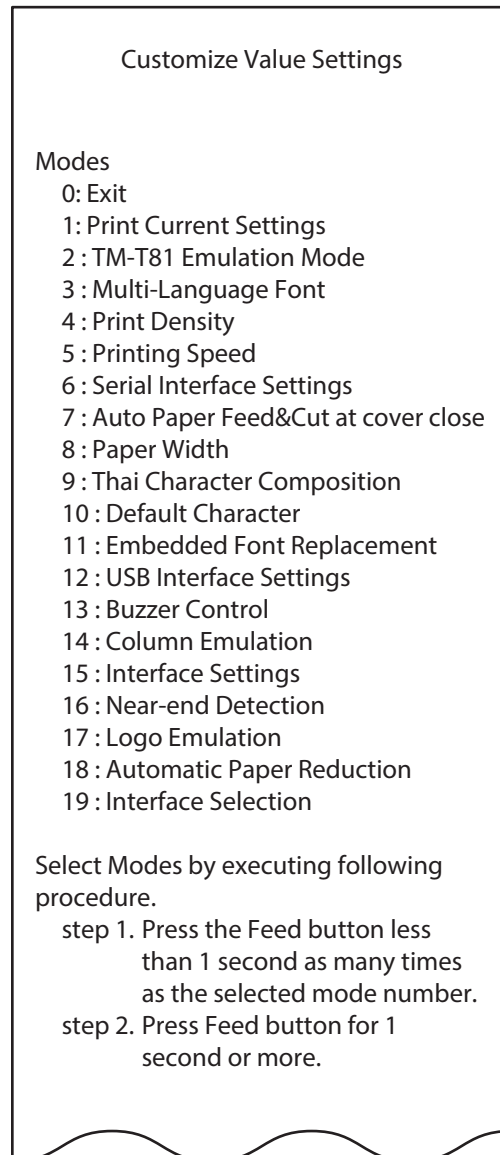 Customize Value Settings
Modes
0: Exit
1: Print Current Settings
2 : TM-T81 Emulation Mode
3 : Multi-Language Font
4 : Print Density
5 : Printing Speed
6 : Serial Interface Settings
7 : Auto Paper Feed&Cut at cover close
8 : Paper Width
9 : Thai Character Composition
10 : Default Character
11 : Embedded Font Replacement
12 : USB Interface Settings
13 : Buzzer Control
14 : Column Emulation
15 : Interface Settings
16 : Near-end Detection
17 : Logo Emulation
18 : Automatic Paper Reduction
19 : Interface Selection
Select Modes by executing following
procedure.
step 1. Press the Feed button less
than 1 second as many times
as the selected mode number.
step 2. Press Feed button for 1
second or more.